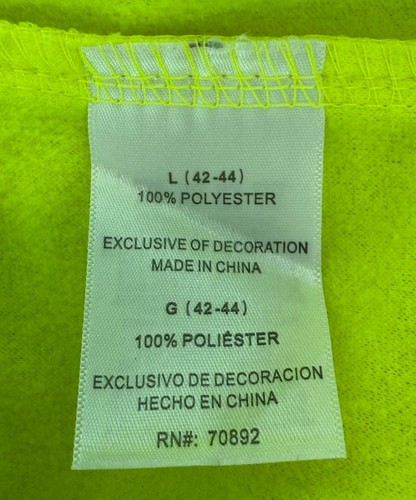 L (42-44)
100% POLYESTER
EXCLUSIVE OF DECORATION
MADE IN CHINA
G (42-44)
100% POLIÉSTER
EXCLUSIVO DE DECORACION
HECHO EN CHINA
RN#: 70892